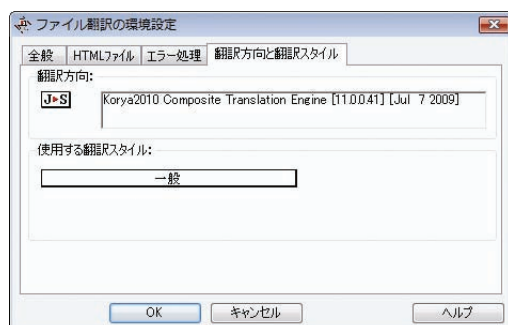 ファイル翻訳の環境設定
全般 HTMLファイル エラー処理 翻訳方向と翻訳スタイル
翻訳方向:
J▸S Korya2010 Composite Translation Engine [11.0.0.41] [Jul 7 2009]
使用する翻訳スタイル:
一般
OK キャンセル ヘルプ